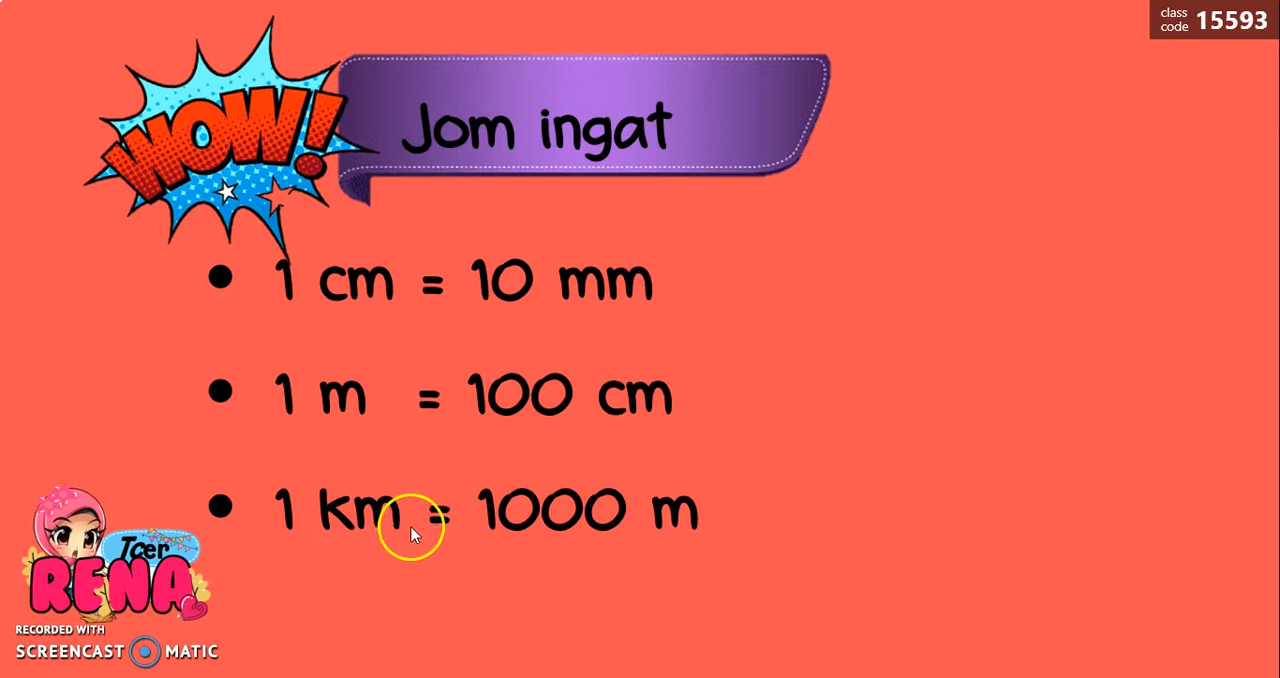 class code 15593
WOW!
Jom ingat
• 1 cm = 10 mm
• 1 m = 100 cm
• 1 km = 1000 m
Tcer
RENA
RECORDED WITH
SCREENCAST MATIC